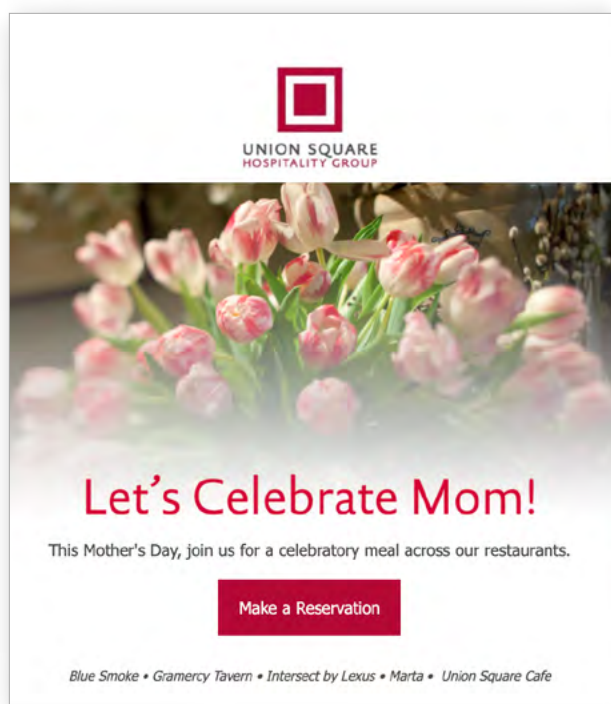 UNION SQUARE
HOSPITALITY GROUP
Let's Celebrate Mom!
This Mother's Day, join us for a celebratory meal across our restaurants.
Make a Reservation
Blue Smoke • Gramercy Tavern • Intersect by Lexus • Marta • Union Square Cafe